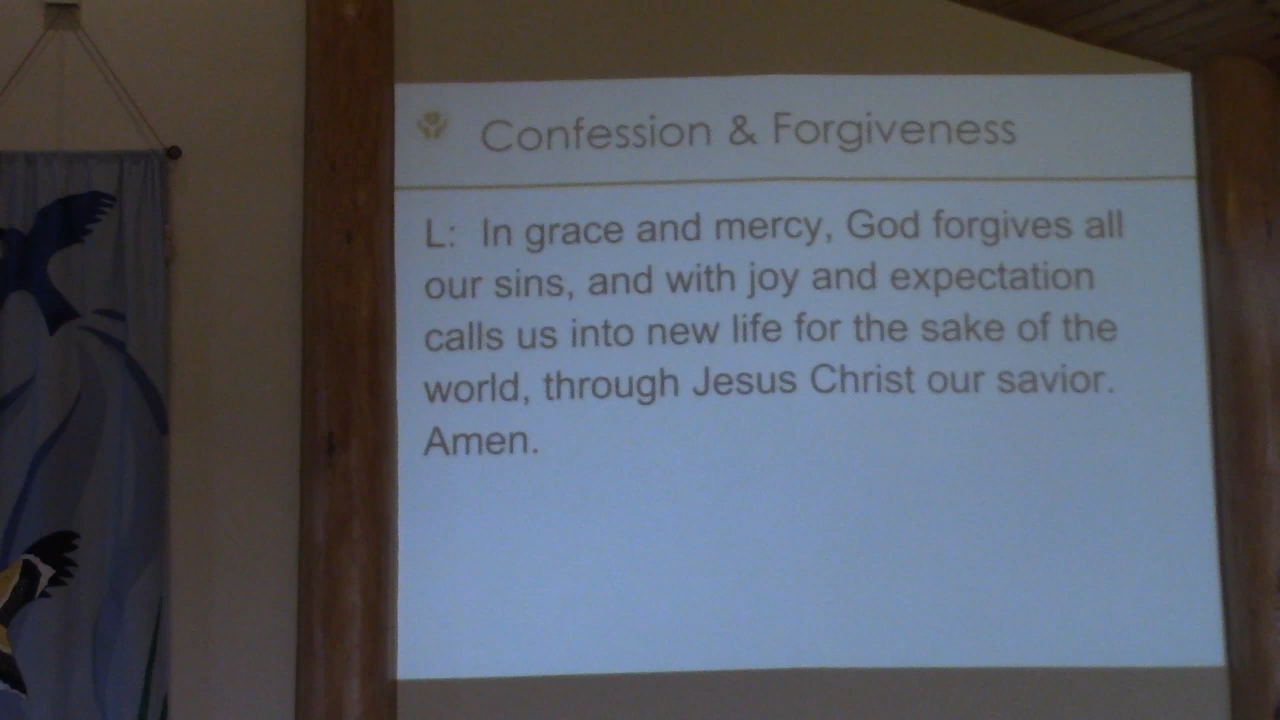 Confession & Forgiveness
L: In grace and mercy, God forgives all
our sins, and with joy and expectation
calls us into new life for the sake of the
world, through Jesus Christ our savior.
Amen.